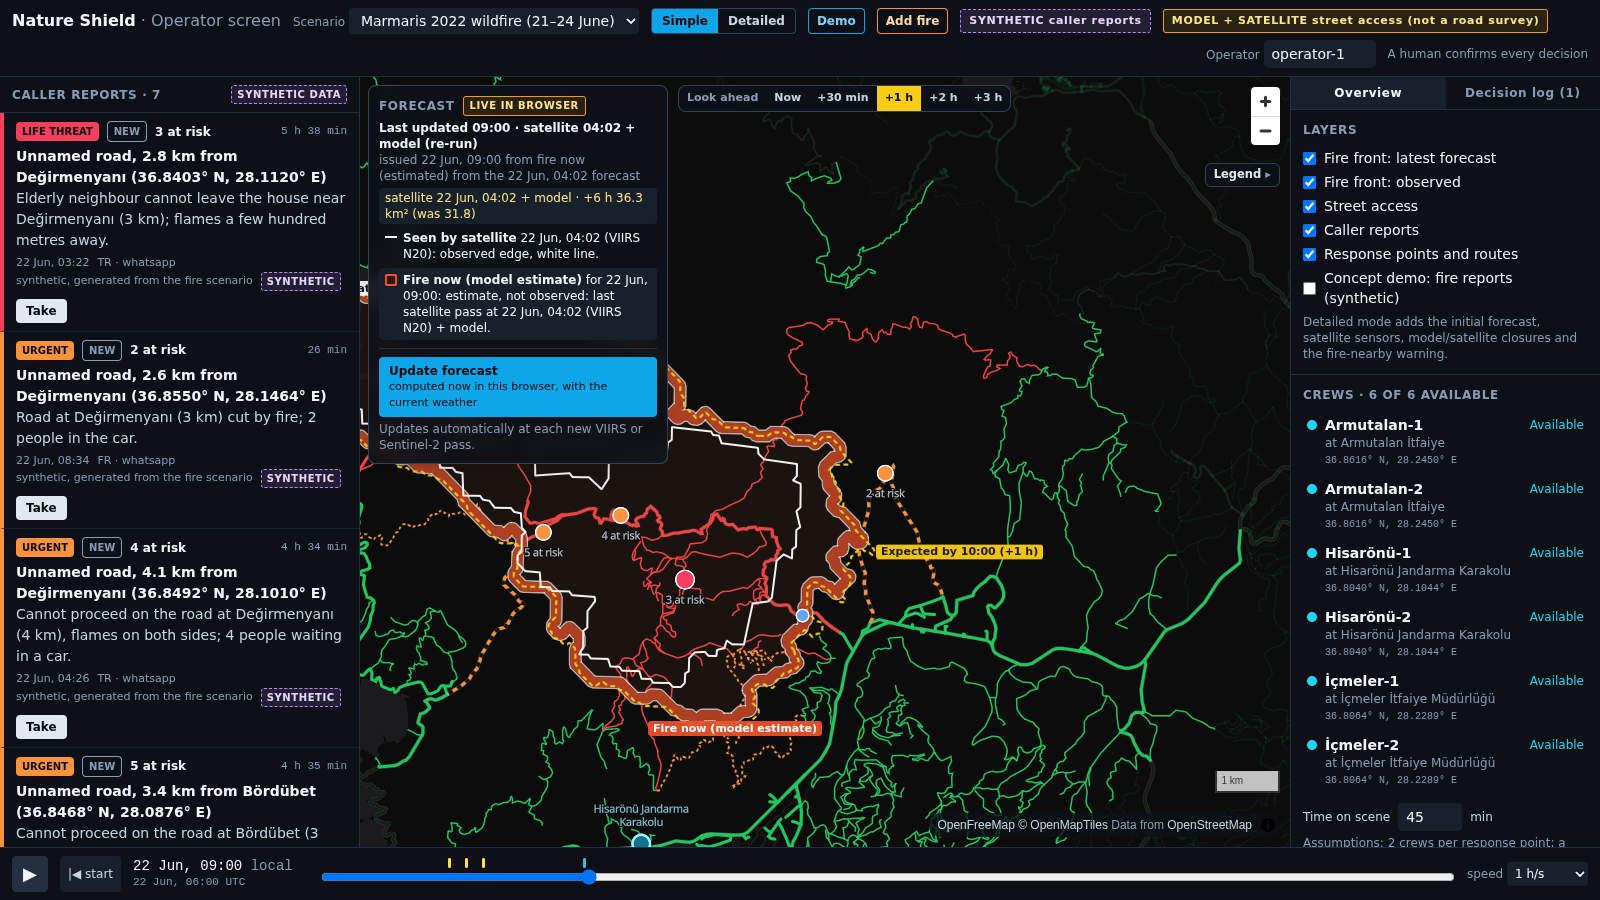 Nature Shield · Operator screen
Scenario Marmaris 2022 wildfire (21–24 June)
Simple Detailed Demo Add fire
SYNTHETIC caller reports
MODEL + SATELLITE street access (not a road survey)
Operator operator-1 A human confirms every decision
CALLER REPORTS · 7 SYNTHETIC DATA
LIFE THREAT NEW 3 at risk 5 h 38 min
Unnamed road, 2.8 km from
Değirmenyanı (36.8403° N, 28.1120° E)
Elderly neighbour cannot leave the house near
Değirmenyanı (3 km); flames a few hundred
metres away.
22 Jun, 03:22 TR · whatsapp
synthetic, generated from the fire scenario SYNTHETIC
Take
URGENT NEW 2 at risk 26 min
Unnamed road, 2.6 km from
Değirmenyanı (36.8550° N, 28.1464° E)
Road at Değirmenyanı (3 km) cut by fire; 2
people in the car.
22 Jun, 08:34 FR · whatsapp
synthetic, generated from the fire scenario SYNTHETIC
Take
URGENT NEW 4 at risk 4 h 34 min
Unnamed road, 4.1 km from
Değirmenyanı (36.8492° N, 28.1010° E)
Cannot proceed on the road at Değirmenyanı
(4 km), flames on both sides; 4 people waiting
in a car.
22 Jun, 04:26 TR · whatsapp
synthetic, generated from the fire scenario SYNTHETIC
Take
URGENT NEW 5 at risk 4 h 35 min
Unnamed road, 3.4 km from Bördübet
(36.8468° N, 28.0876° E)
Cannot proceed on the road at Bördübet (3
FORECAST LIVE IN BROWSER
Last updated 09:00 · satellite 04:02 +
model (re-run)
issued 22 Jun, 09:00 from fire now
(estimated) from the 22 Jun, 04:02 forecast
satellite 22 Jun, 04:02 + model · +6 h 36.3
km² (was 31.8)
Seen by satellite 22 Jun, 04:02 (VIIRS
N20): observed edge, white line.
Fire now (model estimate) for 22 Jun,
09:00: estimate, not observed: last
satellite pass at 22 Jun, 04:02 (VIIRS
N20) + model.
Update forecast
computed now in this browser, with the
current weather
Updates automatically at each new VIIRS or
Sentinel-2 pass.
Look ahead Now +30 min +1 h +2 h +3 h
+
−
Legend ▸
2 at risk
4 at risk
5 at risk
3 at risk
Expected by 10:00 (+1 h)
Fire now (model estimate)
Hisarönü Jandarma
Karakolu
1 km
OpenFreeMap © OpenMapTiles Data from OpenStreetMap
Overview Decision log (1)
LAYERS
Fire front: latest forecast
Fire front: observed
Street access
Caller reports
Response points and routes
Concept demo: fire reports
(synthetic)
Detailed mode adds the initial forecast,
satellite sensors, model/satellite closures and
the fire-nearby warning.
CREWS · 6 OF 6 AVAILABLE
Armutalan-1 Available
at Armutalan İtfaiye
36.8616° N, 28.2450° E
Armutalan-2 Available
at Armutalan İtfaiye
36.8616° N, 28.2450° E
Hisarönü-1 Available
at Hisarönü Jandarma Karakolu
36.8040° N, 28.1044° E
Hisarönü-2 Available
at Hisarönü Jandarma Karakolu
36.8040° N, 28.1044° E
İçmeler-1 Available
at İçmeler İtfaiye Müdürlüğü
36.8064° N, 28.2289° E
İçmeler-2 Available
at İçmeler İtfaiye Müdürlüğü
36.8064° N, 28.2289° E
Time on scene 45 min
Assumptions: 2 crews per response point; a
▶ |◀ start
22 Jun, 09:00 local
22 Jun, 06:00 UTC
speed 1 h/s